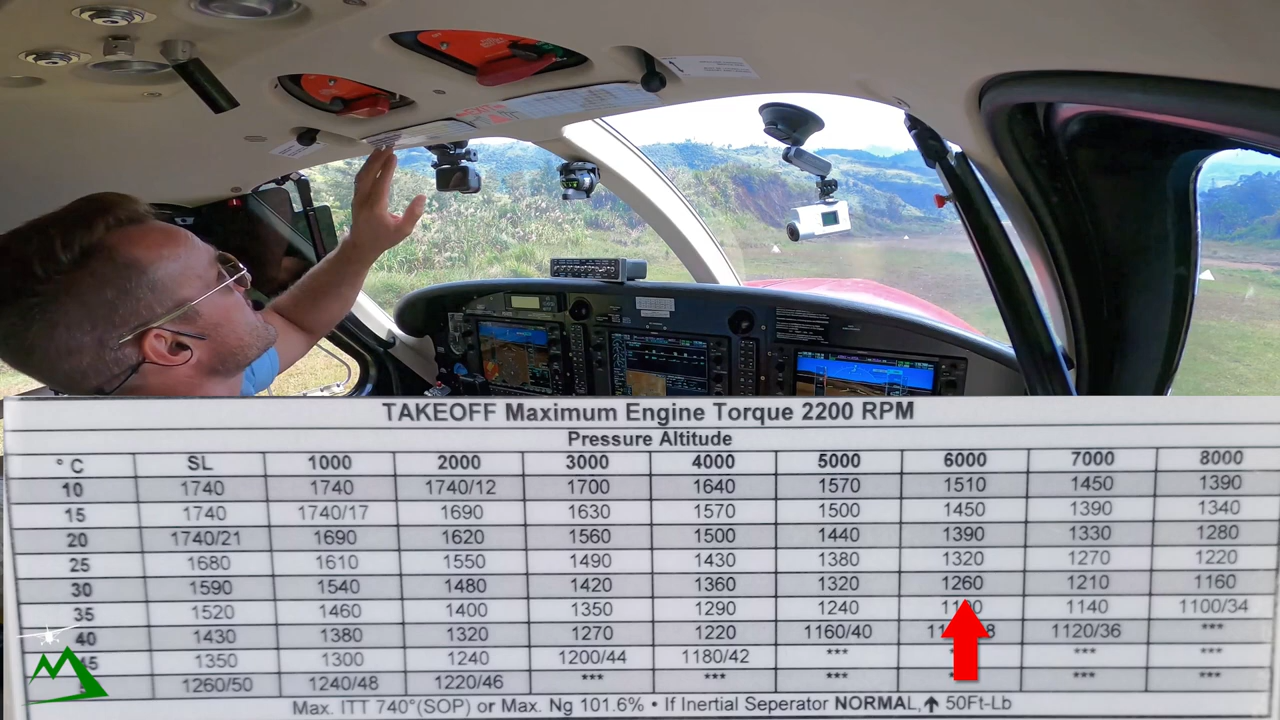 TAKEOFF Maximum Engine Torque 2200 RPM
Pressure Altitude
° C SL 1000 2000 3000 4000 5000 6000 7000 8000
10 1740 1740 1740/12 1700 1640 1570 1510 1450 1390
15 1740 1740/17 1690 1630 1570 1500 1450 1390 1340
20 1740/21 1690 1620 1560 1500 1440 1390 1330 1280
25 1680 1610 1550 1490 1430 1380 1320 1270 1220
30 1590 1540 1480 1420 1360 1320 1260 1210 1160
35 1520 1460 1400 1350 1290 1240 1140 1100/34
40 1430 1380 1320 1270 1220 1160/40 1120/36 ***
1350 1300 1240 1200/44 1180/42 *** *** ***
1260/50 1240/48 1220/46 *** *** *** *** ***
Max. ITT 740°(SOP) or Max. Ng 101.6% • If Inertial Seperator NORMAL, ↑ 50Ft-Lb